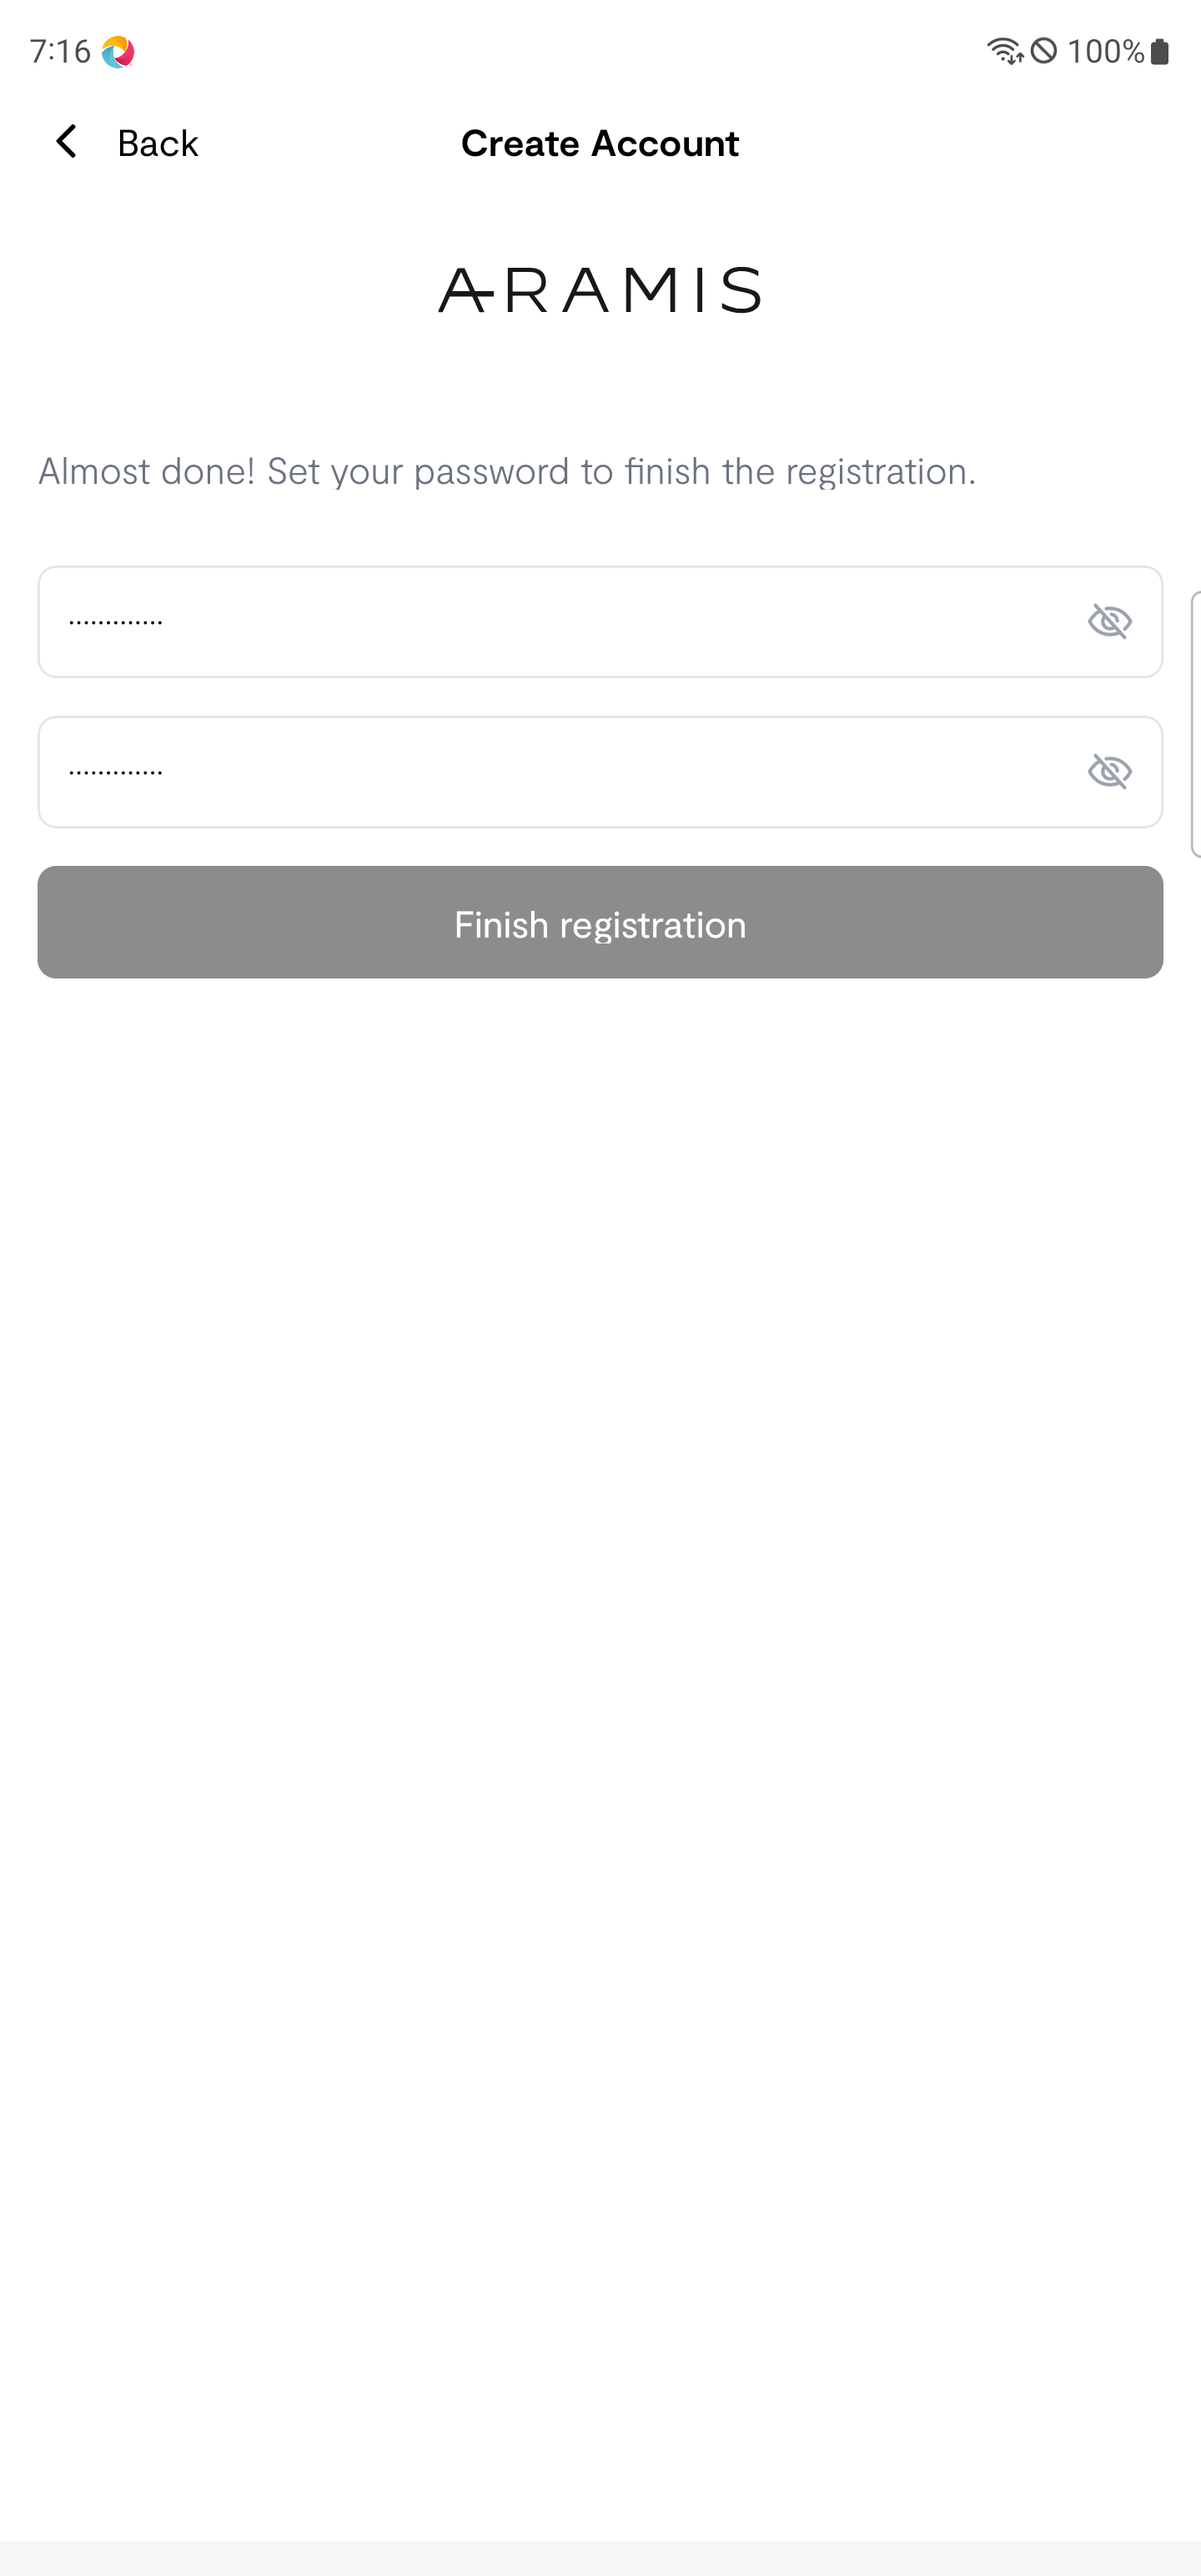 7:16
100%
Back
Create Account
ARAMIS
Almost done! Set your password to finish the registration.
•••••••••••••
•••••••••••••
Finish registration